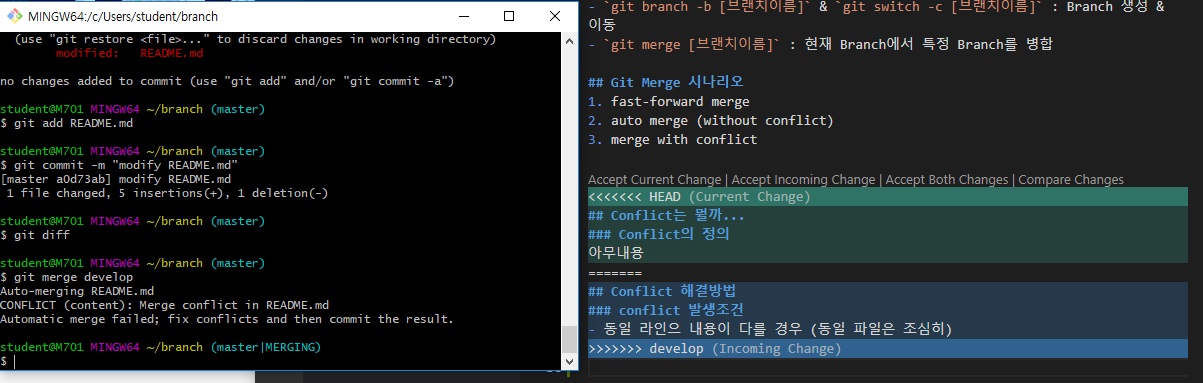 MINGW64:/c/Users/student/branch
(use "git restore <file>..." to discard changes in working directory)
modified:   README.md
no changes added to commit (use "git add" and/or "git commit -a")
student@M701 MINGW64 ~/branch (master)
$ git add README.md
student@M701 MINGW64 ~/branch (master)
$ git commit -m "modify README.md"
[master a0d73ab] modify README.md
1 file changed, 5 insertions(+), 1 deletion(-)
student@M701 MINGW64 ~/branch (master)
$ git diff
student@M701 MINGW64 ~/branch (master)
$ git merge develop
Auto-merging README.md
CONFLICT (content): Merge conflict in README.md
Automatic merge failed; fix conflicts and then commit the result.
student@M701 MINGW64 ~/branch (master|MERGING)
$
- `git branch -b [브랜치이름]` & `git switch -c [브랜치이름]` : Branch 생성 &
이동
- `git merge [브랜치이름]` : 현재 Branch에서 특정 Branch를 병합
## Git Merge 시나리오
1. fast-forward merge
2. auto merge (without conflict)
3. merge with conflict
Accept Current Change | Accept Incoming Change | Accept Both Changes | Compare Changes
<<<<<<< HEAD (Current Change)
## Conflict는 뭘까...
### Conflict의 정의
아무내용
=======
## Conflict 해결방법
### conflict 발생조건
- 동일 라인으 내용이 다를 경우 (동일 파일은 조심히)
>>>>>>> develop (Incoming Change)